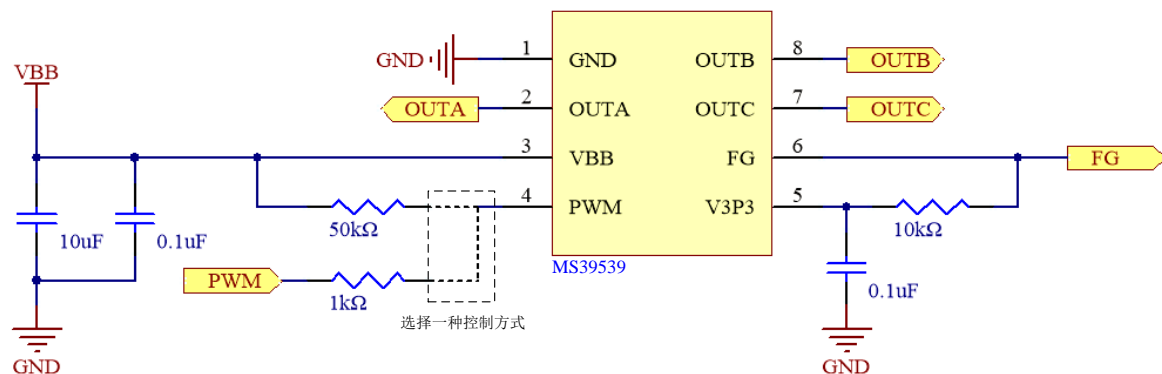 GND 1 GND OUTB 8 OUTB
VBB
OUTA 2 OUTA OUTC 7 OUTC
3 VBB FG 6 FG
4 PWM V3P3 5
50kΩ 10kΩ
10uF 0.1uF
MS39539
PWM
1kΩ 0.1uF
选择一种控制方式
GND GND